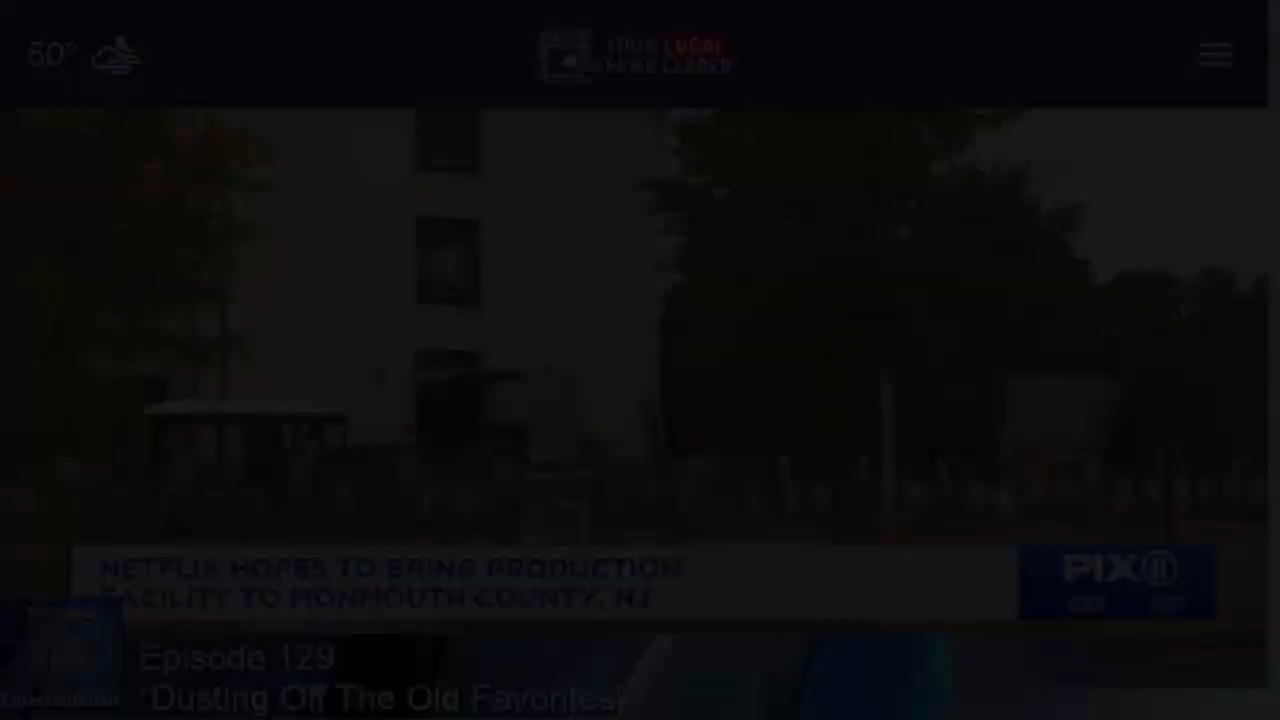 50°
YOUR LOCAL
NEWS LEADER
NETFLIX HOPES TO BRING PRODUCTION
FACILITY TO MONMOUTH COUNTY, NJ
PIX11
Episode 129
"Dusting Off The Old Favorites"